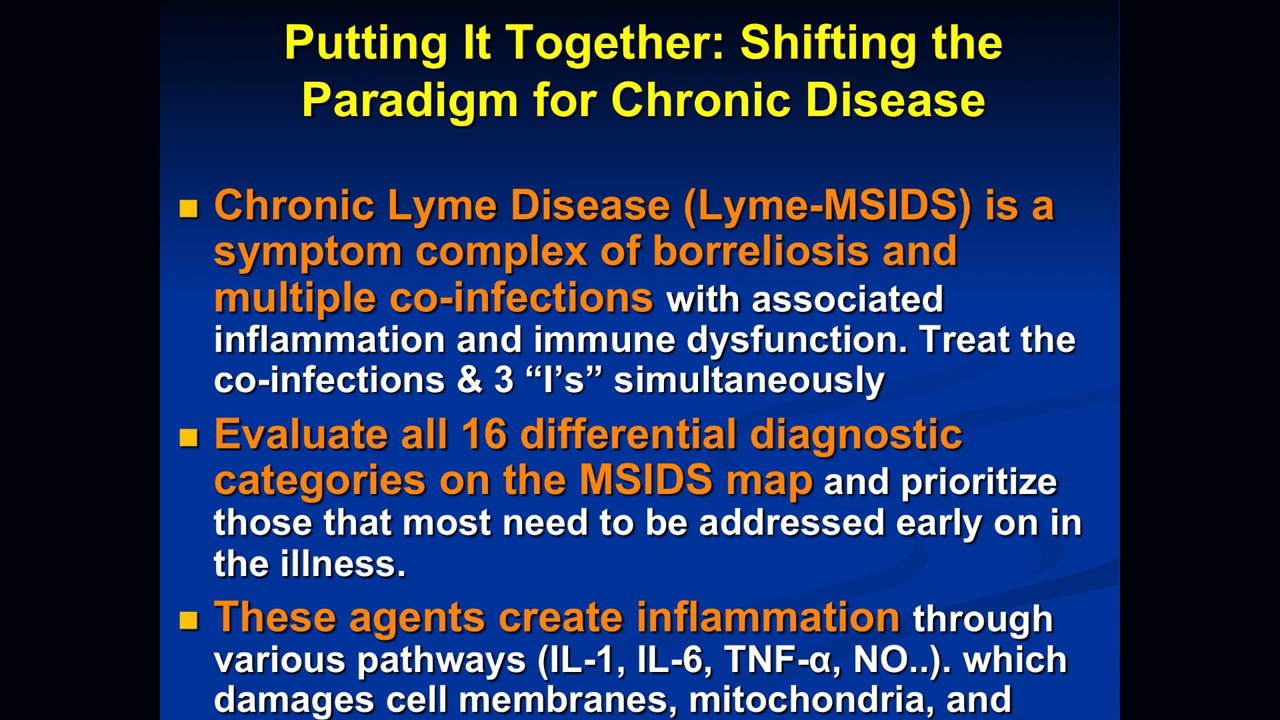 Putting It Together: Shifting the
Paradigm for Chronic Disease
Chronic Lyme Disease (Lyme-MSIDS) is a
symptom complex of borreliosis and
multiple co-infections with associated
inflammation and immune dysfunction. Treat the
co-infections & 3 “I’s” simultaneously
Evaluate all 16 differential diagnostic
categories on the MSIDS map and prioritize
those that most need to be addressed early on in
the illness.
These agents create inflammation through
various pathways (IL-1, IL-6, TNF-α, NO..). which
damages cell membranes, mitochondria, and